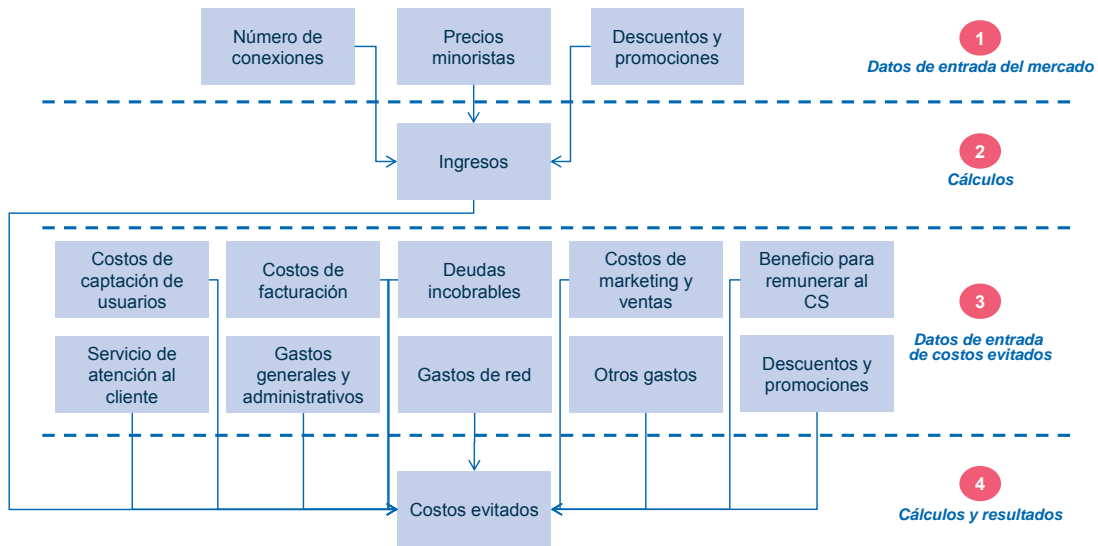 Número de
conexiones
Precios
minoristas
Descuentos y
promociones
1
Datos de entrada del mercado
Ingresos
2
Cálculos
Costos de
captación de
usuarios
Costos de
facturación
Deudas
incobrables
Costos de
marketing y
ventas
Beneficio para
remunerar al
CS
3
Datos de entrada
de costos evitados
Servicio de
atención al
cliente
Gastos
generales y
administrativos
Gastos de red
Otros gastos
Descuentos y
promociones
Costos evitados
4
Cálculos y resultados